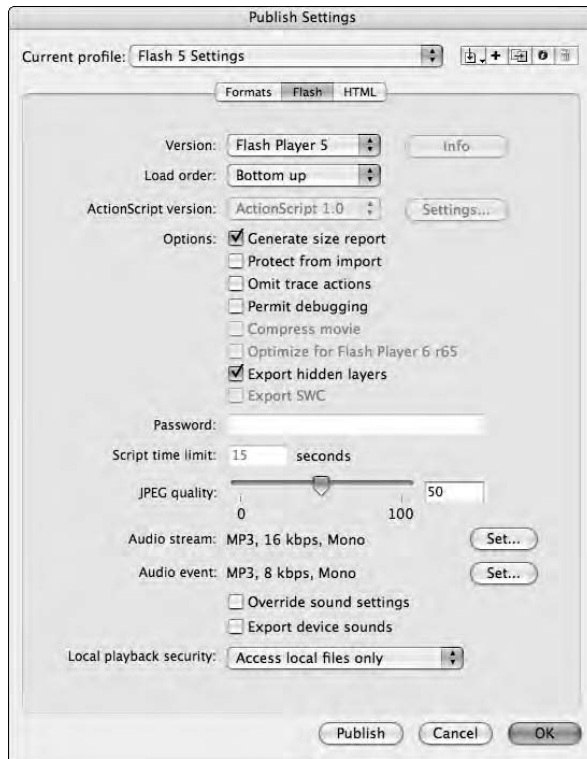 Publish Settings
Current profile: Flash 5 Settings
Formats Flash HTML
Version: Flash Player 5 Info
Load order: Bottom up
ActionScript version: ActionScript 1.0 Settings...
Options: Generate size report
Protect from import
Omit trace actions
Permit debugging
Compress movie
Optimize for Flash Player 6 r65
Export hidden layers
Export SWC
Password:
Script time limit: 15 seconds
JPEG quality: 50
0 100
Audio stream: MP3, 16 kbps, Mono Set...
Audio event: MP3, 8 kbps, Mono Set...
Override sound settings
Export device sounds
Local playback security: Access local files only
Publish Cancel OK